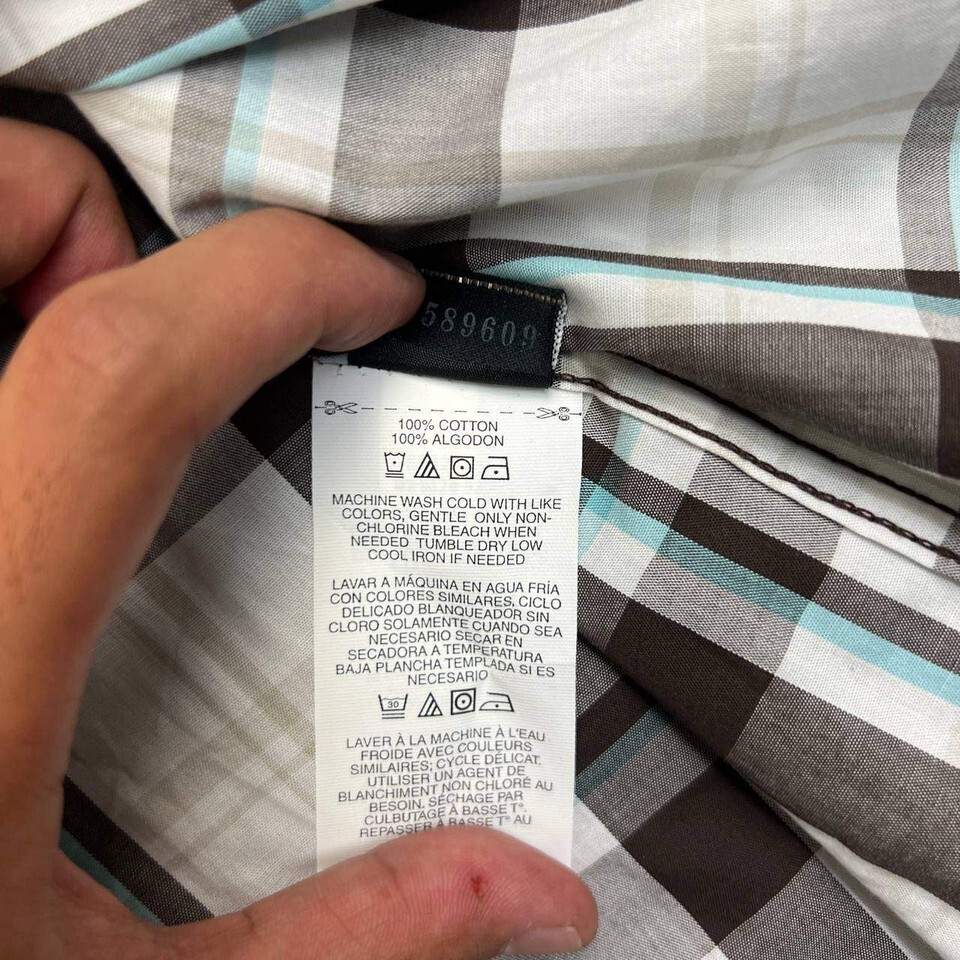 589609
100% COTTON
100% ALGODON
MACHINE WASH COLD WITH LIKE
COLORS, GENTLE ONLY NON-
CHLORINE BLEACH WHEN
NEEDED TUMBLE DRY LOW
COOL IRON IF NEEDED
LAVAR A MÁQUINA EN AGUA FRÍA
CON COLORES SIMILARES, CICLO
DELICADO BLANQUEADOR SIN
CLORO SOLAMENTE CUANDO SEA
NECESARIO SECAR EN
SECADORA A TEMPERATURA
BAJA PLANCHA TEMPLADA SI ES
NECESARIO
30
LAVER À LA MACHINE À L'EAU
FROIDE AVEC COULEURS
SIMILAIRES; CYCLE DÉLICAT.
UTILISER UN AGENT DE
BLANCHIMENT NON CHLORÉ AU
BESOIN. SÉCHAGE PAR
CULBUTAGE À BASSE T°.
REPASSER À BASSE T° AU